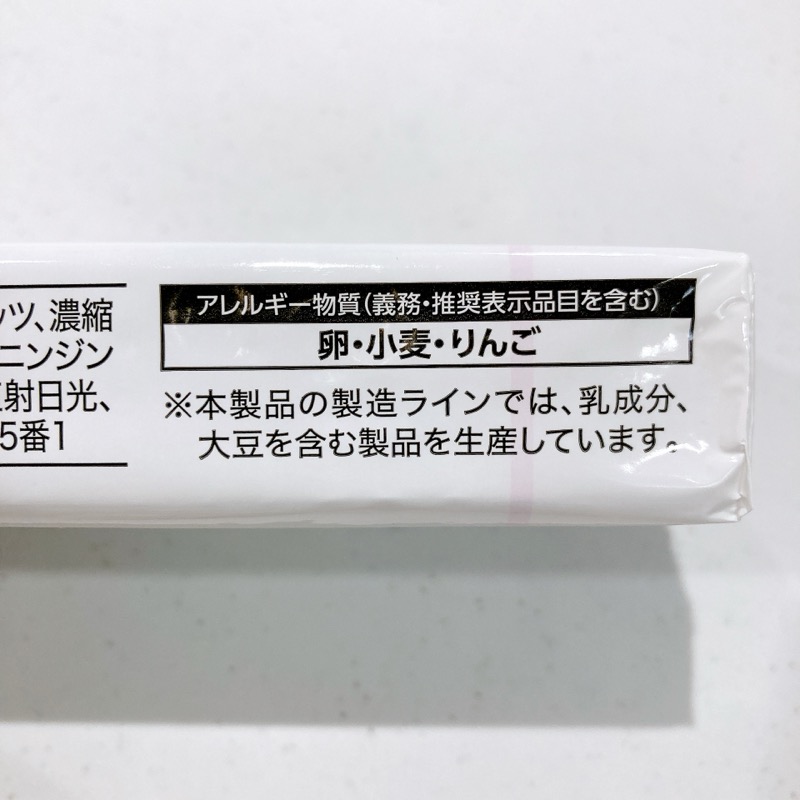 ッツ、濃縮
ニンジン
射日光、
5番1
アレルギー物質(義務・推奨表示品目を含む)
卵・小麦・りんご
※本製品の製造ラインでは、乳成分、
大豆を含む製品を生産しています。